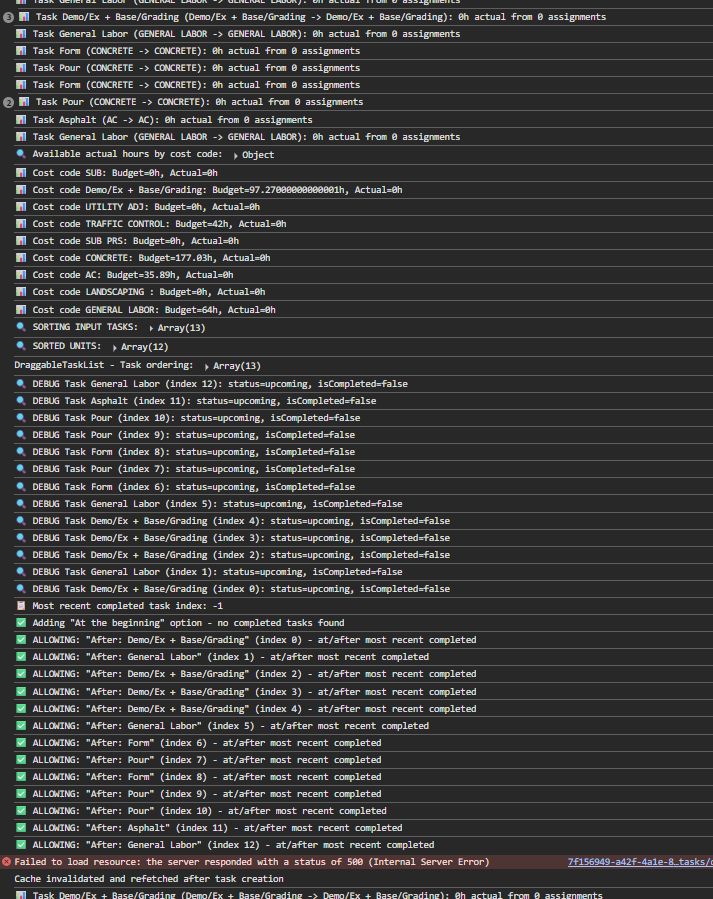 Task General Labor (GENERAL LABOR -> GENERAL LABOR): 0h actual from 0 assignments
3 Task Demo/Ex + Base/Grading (Demo/Ex + Base/Grading -> Demo/Ex + Base/Grading): 0h actual from 0 assignments
Task General Labor (GENERAL LABOR -> GENERAL LABOR): 0h actual from 0 assignments
Task Form (CONCRETE -> CONCRETE): 0h actual from 0 assignments
Task Pour (CONCRETE -> CONCRETE): 0h actual from 0 assignments
Task Form (CONCRETE -> CONCRETE): 0h actual from 0 assignments
2 Task Pour (CONCRETE -> CONCRETE): 0h actual from 0 assignments
Task Asphalt (AC -> AC): 0h actual from 0 assignments
Task General Labor (GENERAL LABOR -> GENERAL LABOR): 0h actual from 0 assignments
🔍 Available actual hours by cost code: ▸ Object
Cost code SUB: Budget=0h, Actual=0h
Cost code Demo/Ex + Base/Grading: Budget=97.27000000000001h, Actual=0h
Cost code UTILITY ADJ: Budget=0h, Actual=0h
Cost code TRAFFIC CONTROL: Budget=42h, Actual=0h
Cost code SUB PRS: Budget=0h, Actual=0h
Cost code CONCRETE: Budget=177.03h, Actual=0h
Cost code AC: Budget=35.89h, Actual=0h
Cost code LANDSCAPING : Budget=0h, Actual=0h
Cost code GENERAL LABOR: Budget=64h, Actual=0h
🔍 SORTING INPUT TASKS: ▸ Array(13)
🔍 SORTED UNITS: ▸ Array(12)
DraggableTaskList - Task ordering: ▸ Array(13)
🔍 DEBUG Task General Labor (index 12): status=upcoming, isCompleted=false
🔍 DEBUG Task Asphalt (index 11): status=upcoming, isCompleted=false
🔍 DEBUG Task Pour (index 10): status=upcoming, isCompleted=false
🔍 DEBUG Task Pour (index 9): status=upcoming, isCompleted=false
🔍 DEBUG Task Form (index 8): status=upcoming, isCompleted=false
🔍 DEBUG Task Pour (index 7): status=upcoming, isCompleted=false
🔍 DEBUG Task Form (index 6): status=upcoming, isCompleted=false
🔍 DEBUG Task General Labor (index 5): status=upcoming, isCompleted=false
🔍 DEBUG Task Demo/Ex + Base/Grading (index 4): status=upcoming, isCompleted=false
🔍 DEBUG Task Demo/Ex + Base/Grading (index 3): status=upcoming, isCompleted=false
🔍 DEBUG Task Demo/Ex + Base/Grading (index 2): status=upcoming, isCompleted=false
🔍 DEBUG Task General Labor (index 1): status=upcoming, isCompleted=false
🔍 DEBUG Task Demo/Ex + Base/Grading (index 0): status=upcoming, isCompleted=false
📋 Most recent completed task index: -1
✅ Adding "At the beginning" option - no completed tasks found
✅ ALLOWING: "After: Demo/Ex + Base/Grading" (index 0) - at/after most recent completed
✅ ALLOWING: "After: General Labor" (index 1) - at/after most recent completed
✅ ALLOWING: "After: Demo/Ex + Base/Grading" (index 2) - at/after most recent completed
✅ ALLOWING: "After: Demo/Ex + Base/Grading" (index 3) - at/after most recent completed
✅ ALLOWING: "After: Demo/Ex + Base/Grading" (index 4) - at/after most recent completed
✅ ALLOWING: "After: General Labor" (index 5) - at/after most recent completed
✅ ALLOWING: "After: Form" (index 6) - at/after most recent completed
✅ ALLOWING: "After: Pour" (index 7) - at/after most recent completed
✅ ALLOWING: "After: Form" (index 8) - at/after most recent completed
✅ ALLOWING: "After: Pour" (index 9) - at/after most recent completed
✅ ALLOWING: "After: Pour" (index 10) - at/after most recent completed
✅ ALLOWING: "After: Asphalt" (index 11) - at/after most recent completed
✅ ALLOWING: "After: General Labor" (index 12) - at/after most recent completed
Failed to load resource: the server responded with a status of 500 (Internal Server Error) 7f156949-a42f-4a1e-8…tasks/
Cache invalidated and refetched after task creation
Task Demo/Ex + Base/Grading (Demo/Ex + Base/Grading -> Demo/Ex + Base/Grading): 0h actual from 0 assignments